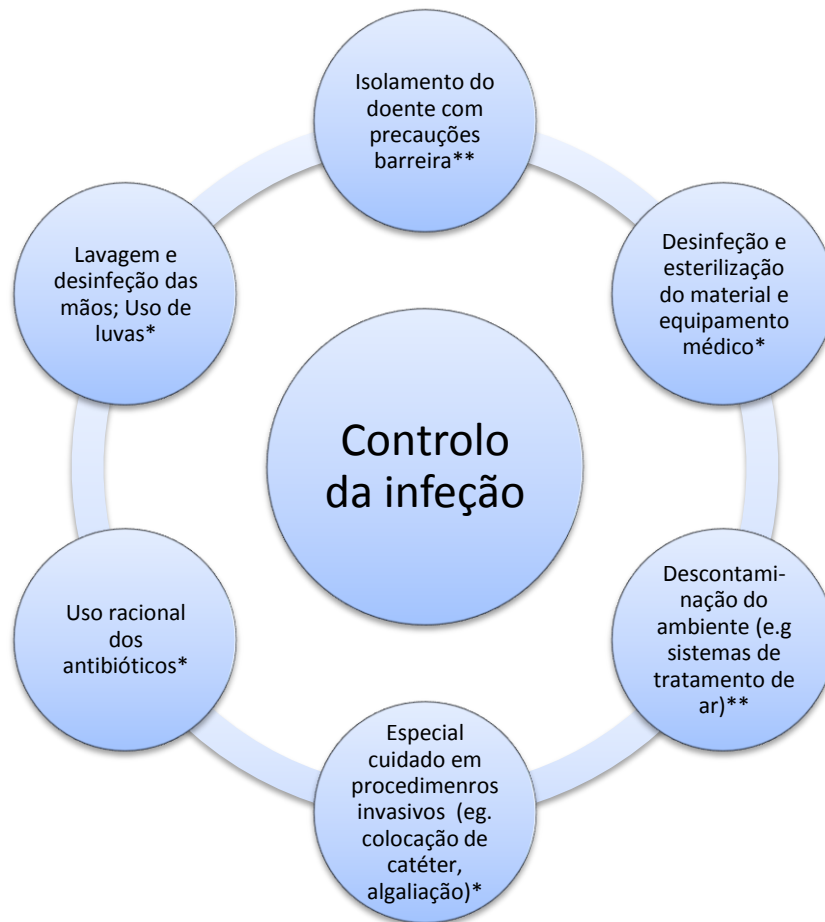 Isolamento do
doente com
precauções
barreira**
Desinfeção e
esterilização
do material e
equipamento
médico*
Descontami-
nação do
ambiente (e.g
sistemas de
tratamento de
ar)**
Especial
cuidado em
procedimenros
invasivos  (eg.
colocação de
catéter,
algaliação)*
Uso racional
dos
antibióticos*
Lavagem e
desinfeção das
mãos; Uso de
luvas*
Controlo
da infeção